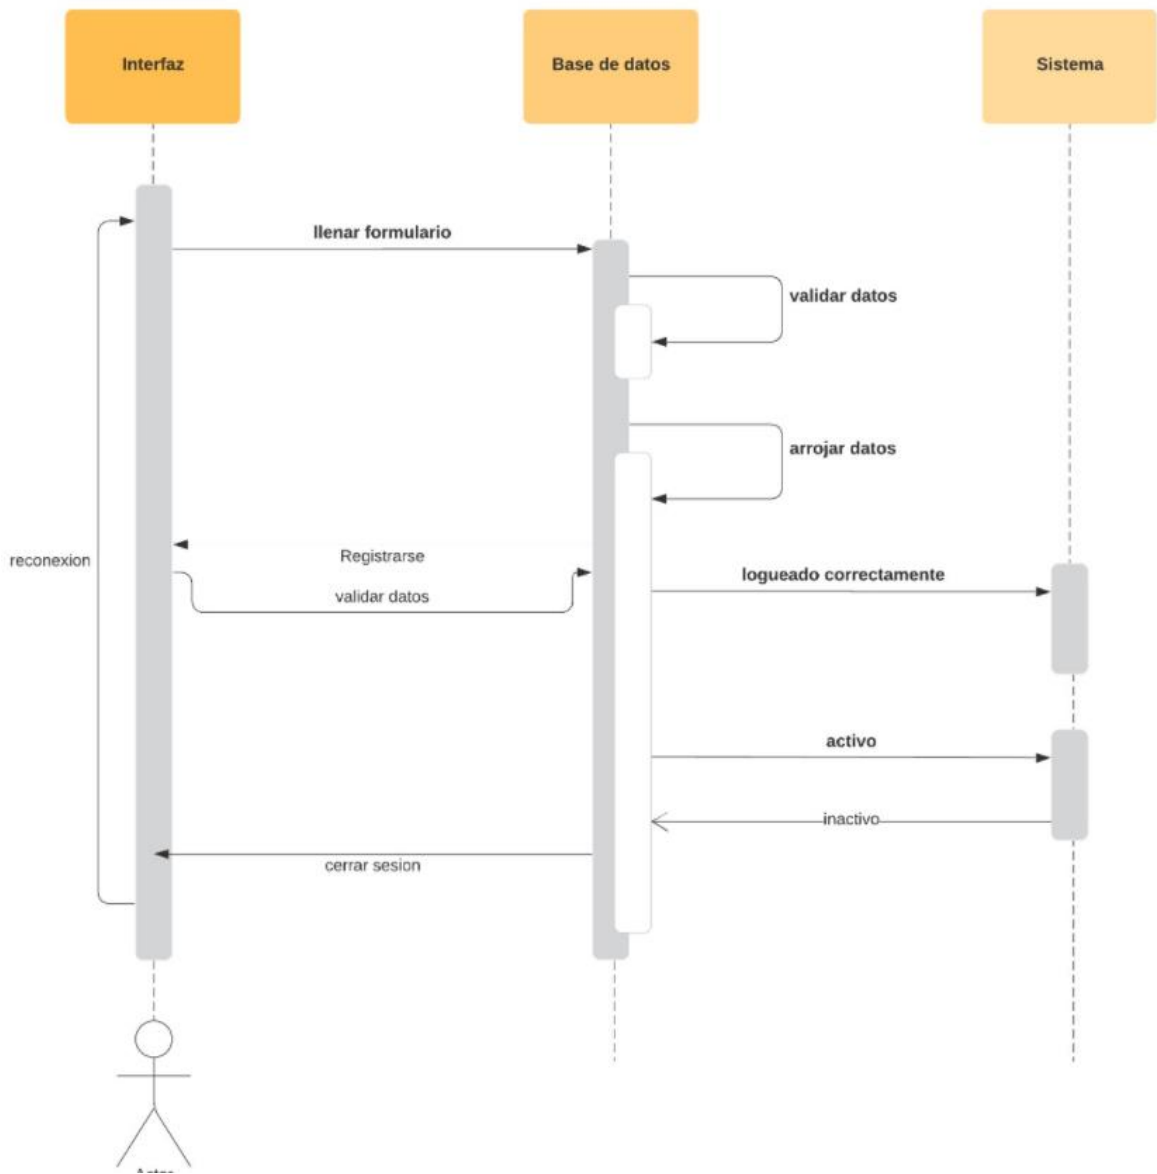 Interfaz
Base de datos
Sistema
llenar formulario
validar datos
arrojar datos
Registrarse
reconexion
logueado correctamente
validar datos
activo
inactivo
cerrar sesion
Actor